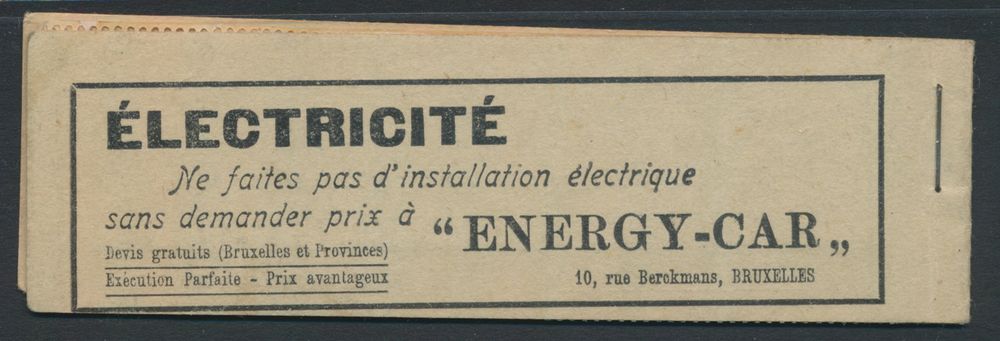 ÉLECTRICITÉ
Ne faites pas d'installation électrique
sans demander prix à “ENERGY-CAR„
Devis gratuits (Bruxelles et Provinces)
Exécution Parfaite - Prix avantageux
10, rue Berckmans, BRUXELLES